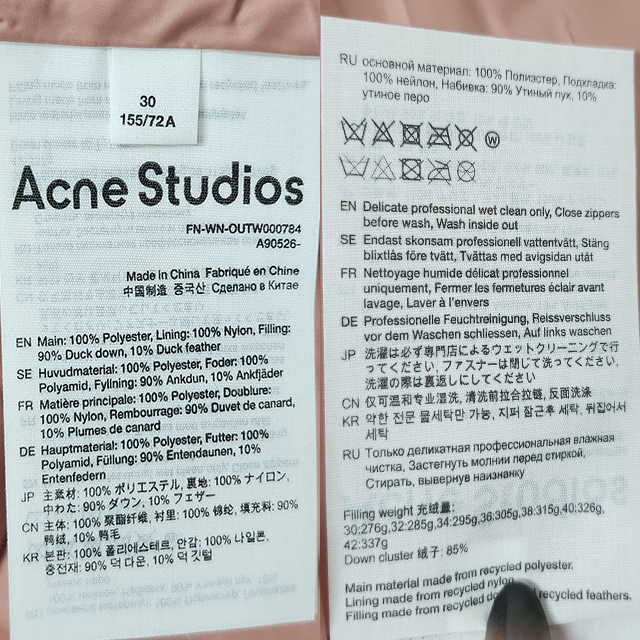 30
155/72A
Acne Studios
FN-WN-OUTW000784
A90526-
Made in China Fabriqué en Chine
中国制造 중국산 Сделано в Китае
EN Main: 100% Polyester, Lining: 100% Nylon, Filling:
90% Duck down, 10% Duck feather
SE Huvudmaterial: 100% Polyester, Foder: 100%
Polyamid, Fyllning: 90% Ankdun, 10% Ankfjäder
FR Matière principale: 100% Polyester, Doublure:
100% Nylon, Rembourrage: 90% Duvet de canard,
10% Plumes de canard
DE Hauptmaterial: 100% Polyester, Futter: 100%
Polyamid, Füllung: 90% Entendaunen, 10%
Entenfedern
JP 主素材: 100% ポリエステル, 裏地: 100% ナイロン,
中わた: 90% ダウン, 10% フェザー
CN 主体: 100% 聚酯纤维, 衬里: 100% 锦纶, 填充料: 90%
鸭绒, 10% 鸭毛
KR 본판: 100% 폴리에스테르, 안감: 100% 나일론,
충전재: 90% 덕 다운, 10% 덕 깃털
RU основной материал: 100% Полиэстер, Подкладка:
100% нейлон, Набивка: 90% Утиный пух, 10%
утиное перо
W
EN Delicate professional wet clean only, Close zippers
before wash, Wash inside out
SE Endast skonsam professionell vattentvätt, Stäng
blixtlås före tvätt, Tvättas med avigsidan utåt
FR Nettoyage humide délicat professionnel
uniquement, Fermer les fermetures éclair avant
lavage, Laver à l'envers
DE Professionelle Feuchtreinigung, Reissverschluss
vor dem Waschen schliessen, Auf links waschen
JP 洗濯は必ず専門店によるウェットクリーニングで行
ってください, ファスナーは閉じて洗ってください,
洗濯の際は裏返しにしてください
CN 仅可温和专业湿洗, 清洗前拉合拉链, 反面洗涤
KR 약한 전문 물세탁만 가능, 지퍼 잠근후 세탁, 뒤집어서
세탁
RU Только деликатная профессиональная влажная
чистка, Застегнуть молнии перед стиркой,
Стирать, вывернув наизнанку
Filling weight 充绒量:
30:276g,32:285g,34:295g,36:305g,38:315g,40:326g,
42:337g
Down cluster 绒子: 85%
Main material made from recycled polyester.
Lining made from recycled nylon
Filling made from recycled recycled feathers.